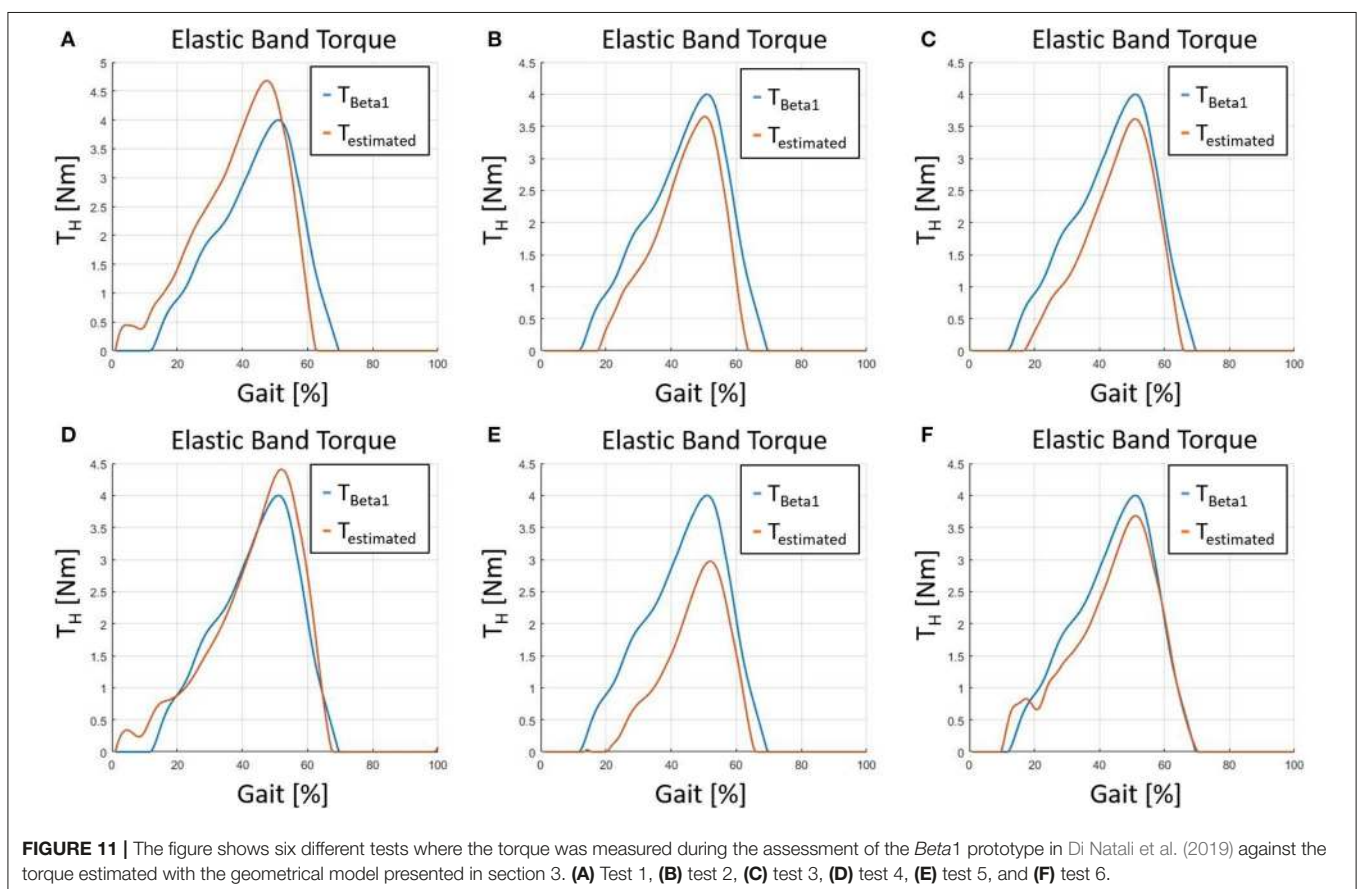 A
Elastic Band Torque
T_H [Nm]
5
4.5
4
3.5
3
2.5
2
1.5
1
0.5
0
T_Beta1
T_estimated
0 20 40 60 80 100
Gait [%]
B
Elastic Band Torque
T_H [Nm]
4.5
4
3.5
3
2.5
2
1.5
1
0.5
0
T_Beta1
T_estimated
0 20 40 60 80 100
Gait [%]
C
Elastic Band Torque
T_H [Nm]
4.5
4
3.5
3
2.5
2
1.5
1
0.5
0
T_Beta1
T_estimated
0 20 40 60 80 100
Gait [%]
D
Elastic Band Torque
T_H [Nm]
4.5
4
3.5
3
2.5
2
1.5
1
0.5
0
T_Beta1
T_estimated
0 20 40 60 80 100
Gait [%]
E
Elastic Band Torque
T_H [Nm]
4.5
4
3.5
3
2.5
2
1.5
1
0.5
0
T_Beta1
T_estimated
0 20 40 60 80 100
Gait [%]
F
Elastic Band Torque
T_H [Nm]
4.5
4
3.5
3
2.5
2
1.5
1
0.5
0
T_Beta1
T_estimated
0 20 40 60 80 100
Gait [%]
FIGURE 11 | The figure shows six different tests where the torque was measured during the assessment of the Beta1 prototype in Di Natali et al. (2019) against the
torque estimated with the geometrical model presented in section 3. (A) Test 1, (B) test 2, (C) test 3, (D) test 4, (E) test 5, and (F) test 6.